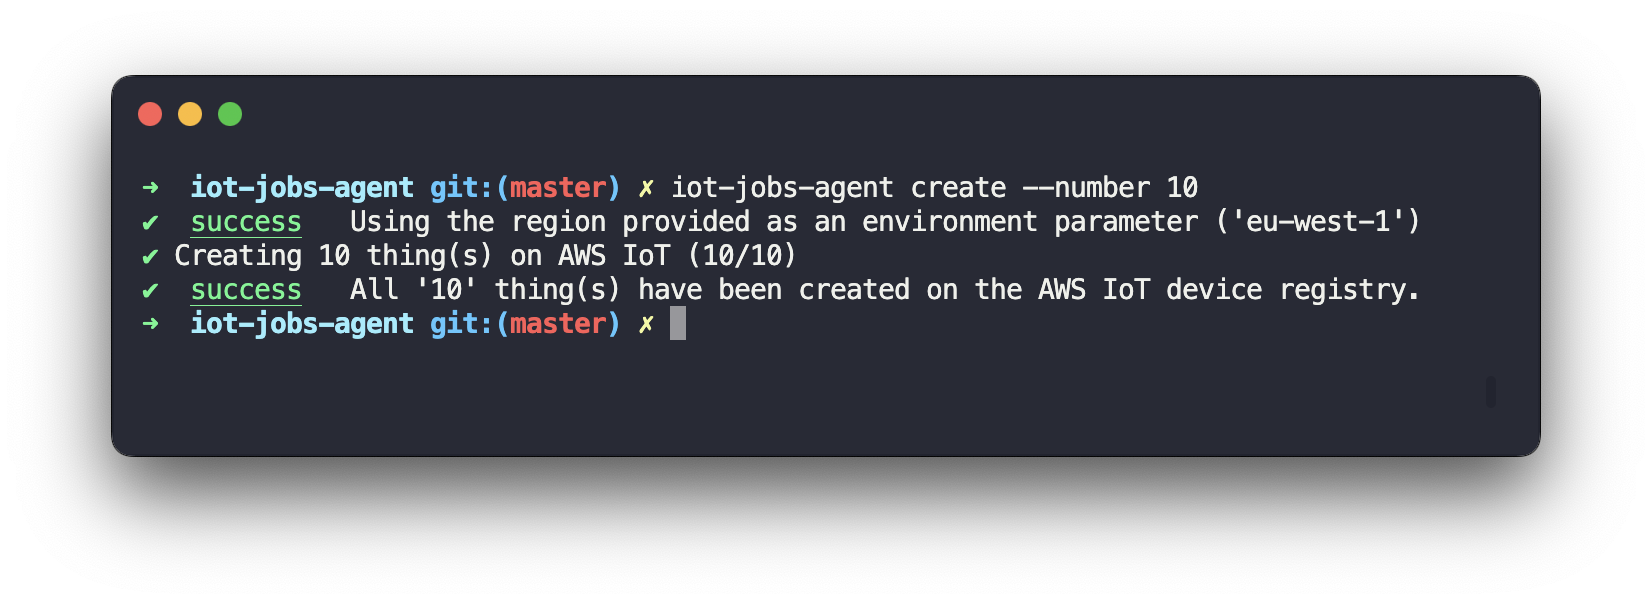 ➜ iot-jobs-agent git:(master) ✗ iot-jobs-agent create --number 10
✔ success Using the region provided as an environment parameter ('eu-west-1')
✔ Creating 10 thing(s) on AWS IoT (10/10)
✔ success All '10' thing(s) have been created on the AWS IoT device registry.
➜ iot-jobs-agent git:(master) ✗